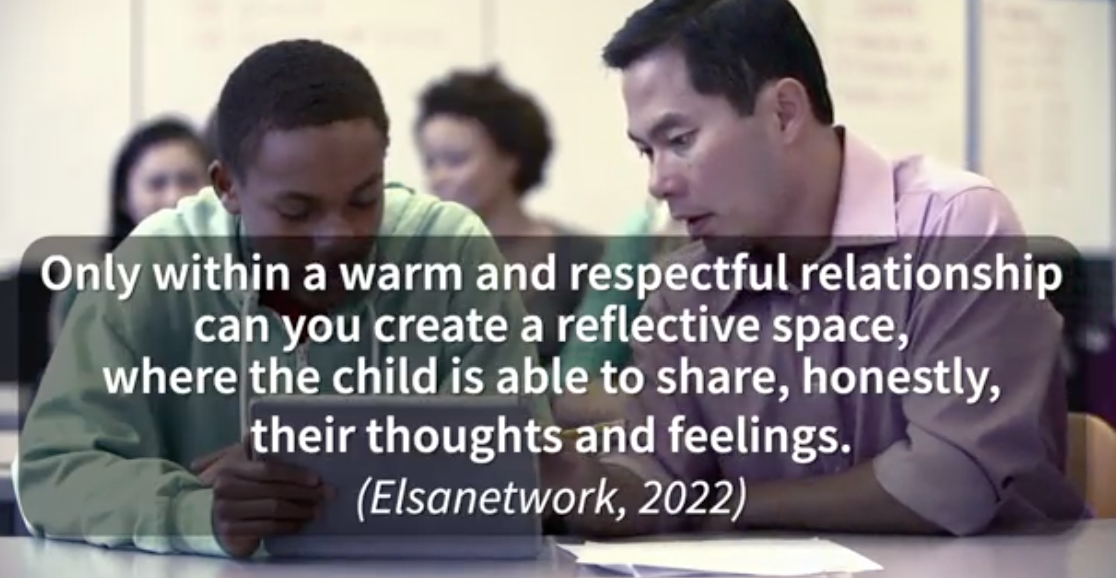 Only within a warm and respectful relationship
can you create a reflective space,
where the child is able to share, honestly,
their thoughts and feelings.
(Elsanetwork, 2022)